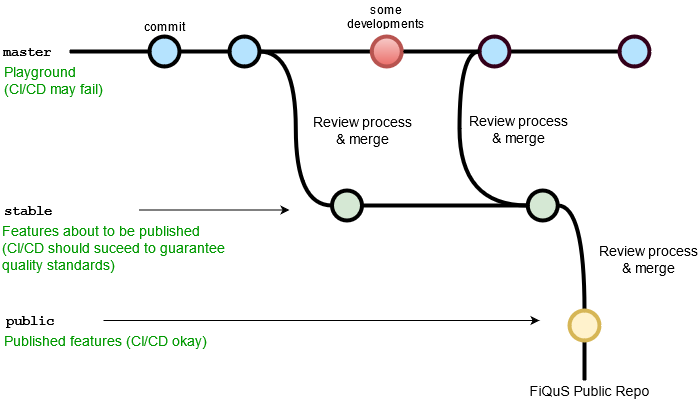 some
developments
commit
master
Playground
(CI/CD may fail)
Review process
& merge
Review process
& merge
stable
Features about to be published
(CI/CD should suceed to guarantee
quality standards)
Review process
& merge
public
Published features (CI/CD okay)
FiQuS Public Repo